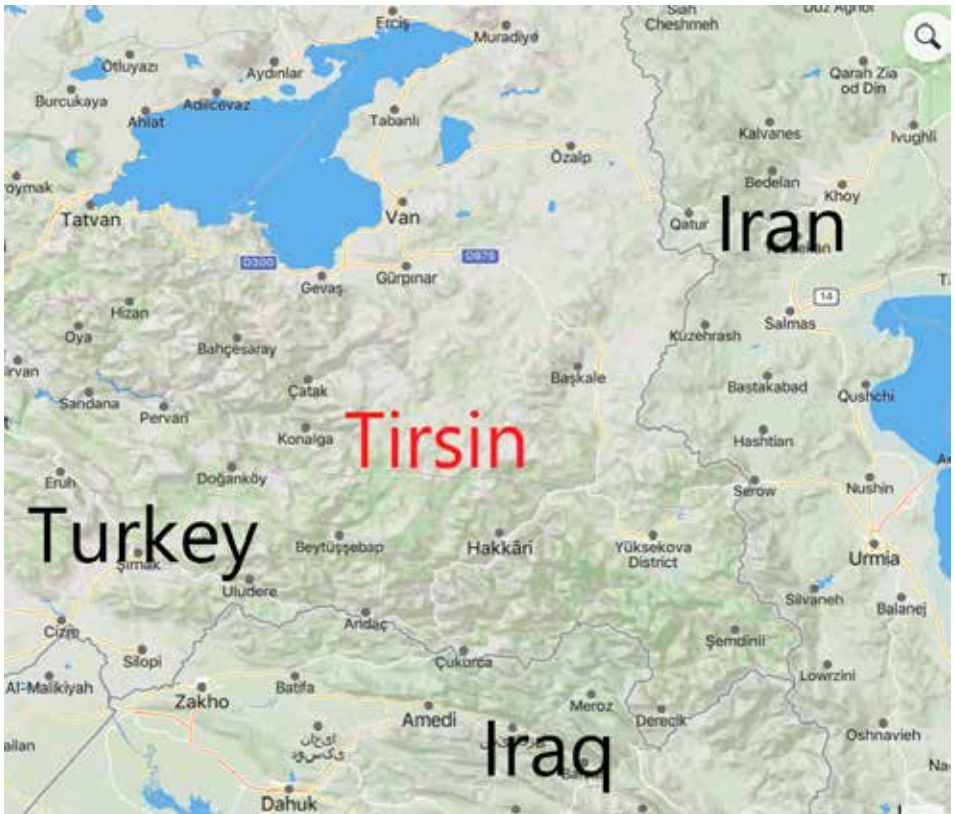 Erciş
Muradiye
Cheshmeh
Otluyazı
Aydınlar
Qarah Zia
od Din
Burcukaya
Adilcevaz
Ahlat
Tabanlı
Kalvanes
Ivughli
Özalp
Bedelan
Khoy
oymak
Tatvan
Van
Qatur
Iran
D300
D975
Gevaş
Gürpınar
14
Hizan
Salmas
Oya
Kuzehrash
Bahçesaray
irvan
Başkale
Bastakabad
Çatak
Qushchi
Sandana
Pervari
Tirsin
Konalga
Hashtian
Eruh
Doğanköy
Serow
Nushin
Turkey
Beytüşşebap
Hakkâri
Yüksekova
District
Urmia
Şırnak
Uludere
Silvaneh
Balanej
Andaç
Cizre
Şemdinli
Silopi
Çukurca
Lowrzini
Al-Malikiyah
Zakho
Batifa
Meroz
Amedi
Derecik
Oshnavieh
Iraq
Na
Dahuk